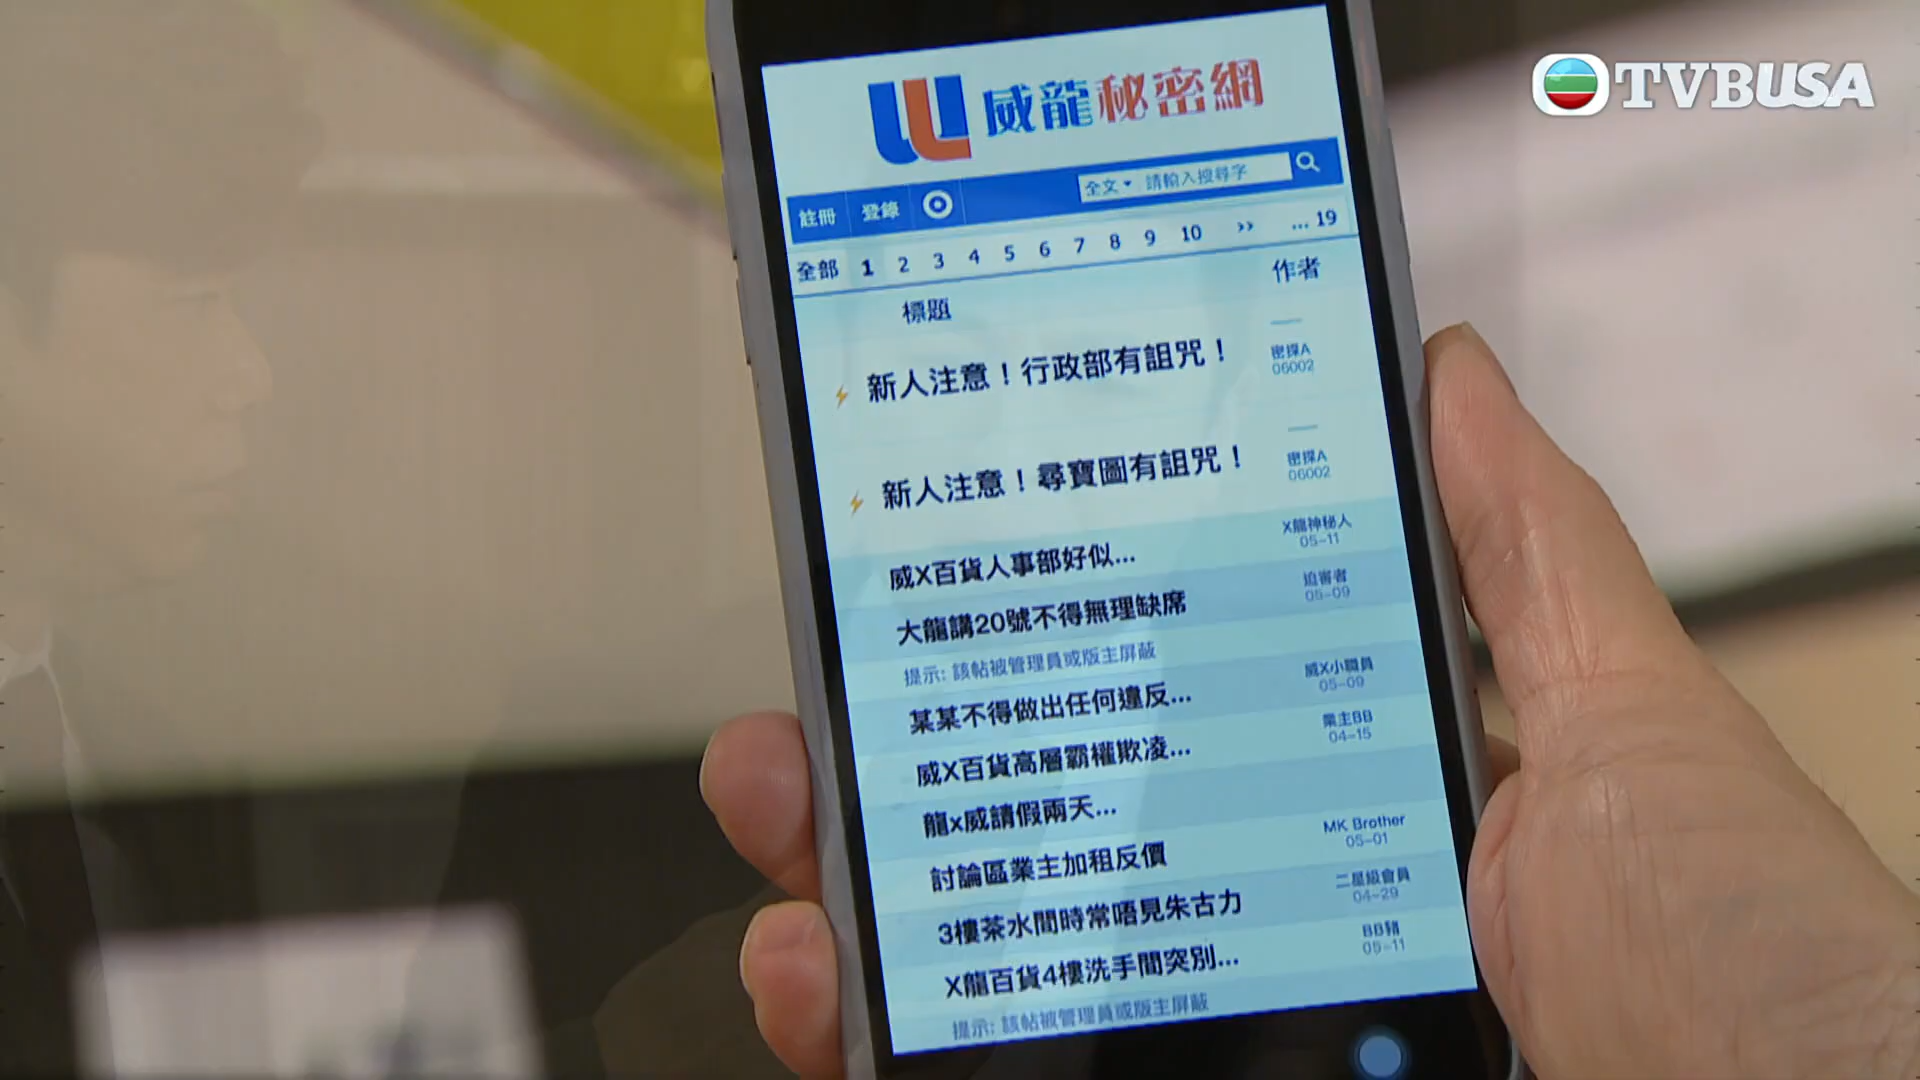 TVBUSA
威龍秘密網
註冊 登錄 全文 請輸入搜尋字
全部 1 2 3 4 5 6 7 8 9 10 >> ... 19
標題 作者
新人注意！行政部有詛咒！ 密探A
06002
新人注意！尋寶圖有詛咒！ 密探A
06002
威X百貨人事部好似... X龍神秘人
05-11
大龍講20號不得無理缺席 迫害者
05-09
提示: 該帖被管理員或版主屏蔽
某某不得做出任何違反... 威X小職員
05-09
威X百貨高層霸權欺凌... 業主BB
04-15
龍x威請假兩天...
討論區業主加租反價 MK Brother
05-01
3樓茶水間時常唔見朱古力 二星級會員
04-29
X龍百貨4樓洗手間突別... BB豬
05-11
提示: 該帖被管理員或版主屏蔽